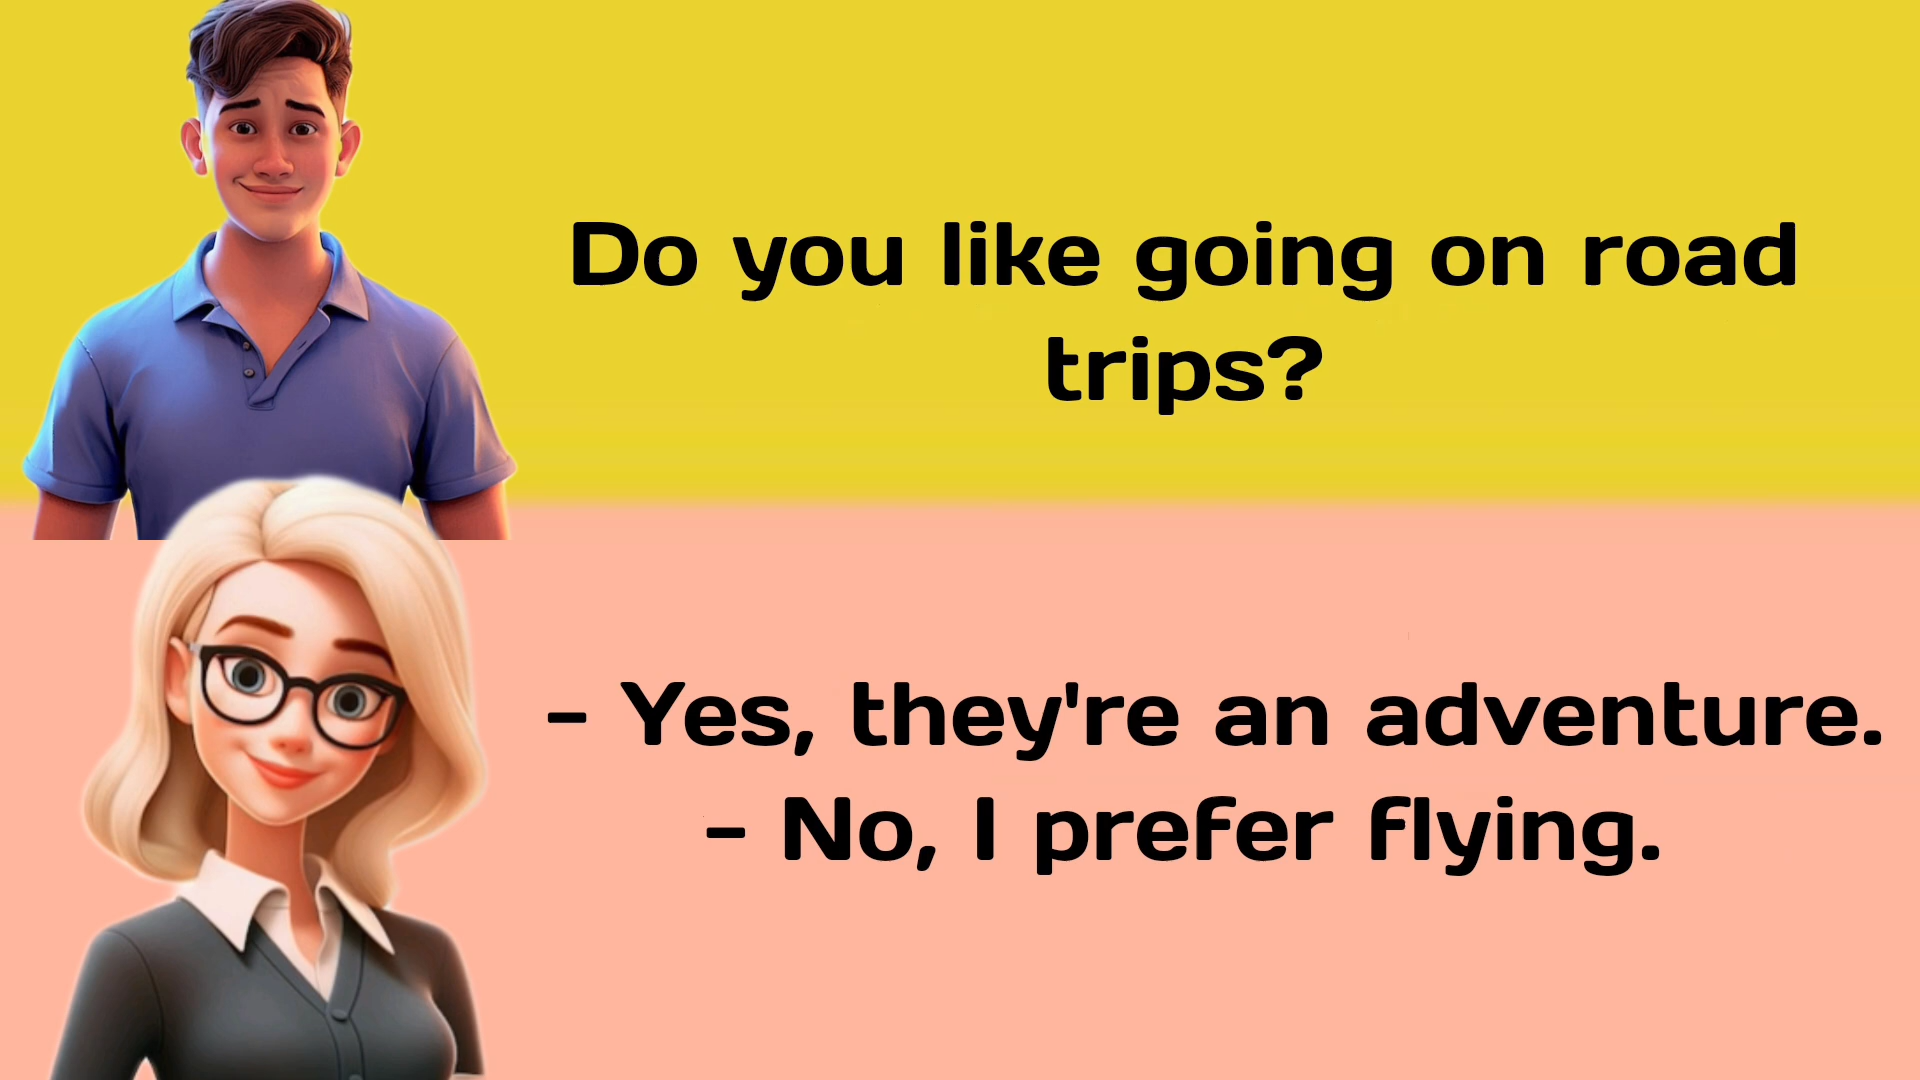 Do you like going on road
trips?
- Yes, they're an adventure.
- No, I prefer flying.